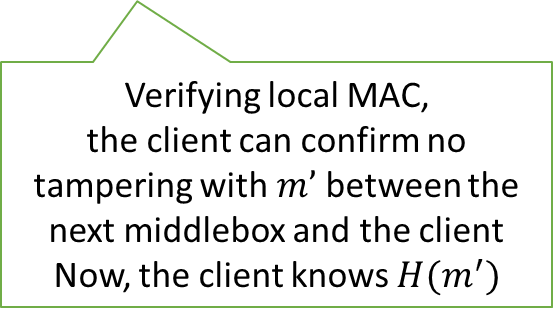 Verifying local MAC,
the client can confirm no
tampering with m’ between the
next middlebox and the client
Now, the client knows H(m′)